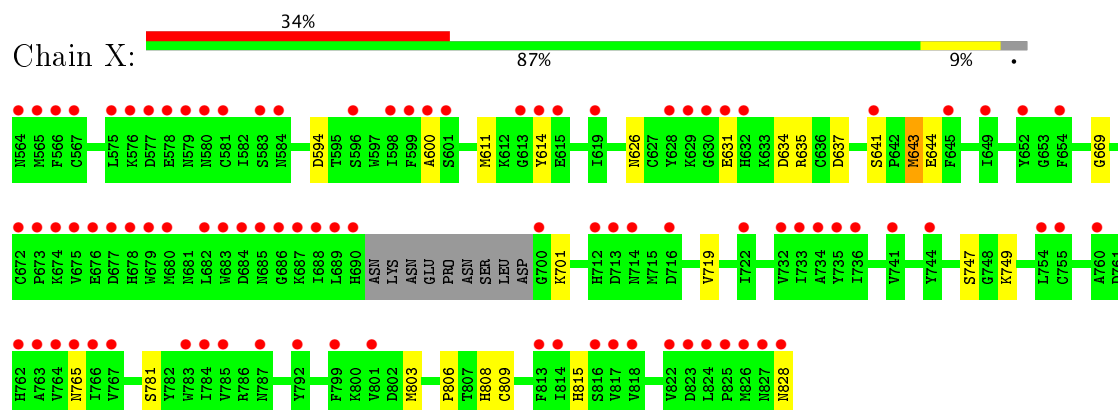 34%
Chain X:
87% 9% •
N564 M565 F566 C567 L575 K576 D577 E578 N579 N580 C581 I582 S583 N584 D594 T595 S596 W597 I598 F599 A600 S601 M611 K612 G613 Y614 E615 I619 N626 C627 Y628 K629 G630 E631 H632 K633 D634 R635 C636 D637 S641 P642 M643 E644 F645 I649 Y652 G653 F654 G669
C672 P673 K674 V675 E676 D677 H678 W679 M680 N681 L682 W683 D684 N685 G686 K687 I688 L689 H690 ASN LYS ASN GLU PRO ASN SER LEU ASP G700 K701 H712 D713 N714 M715 D716 V719 I722 V732 I733 A734 Y735 I736 V741 Y744 S747 G748 K749 L754 C755 A760
H762 A763 V764 N765 I766 V767 S781 Y782 W783 I784 V785 R786 N787 Y792 F799 K800 V801 D802 M803 P806 T807 H808 C809 F813 I814 H815 S816 V817 V818 V822 D823 L824 P825 M826 N827 N828